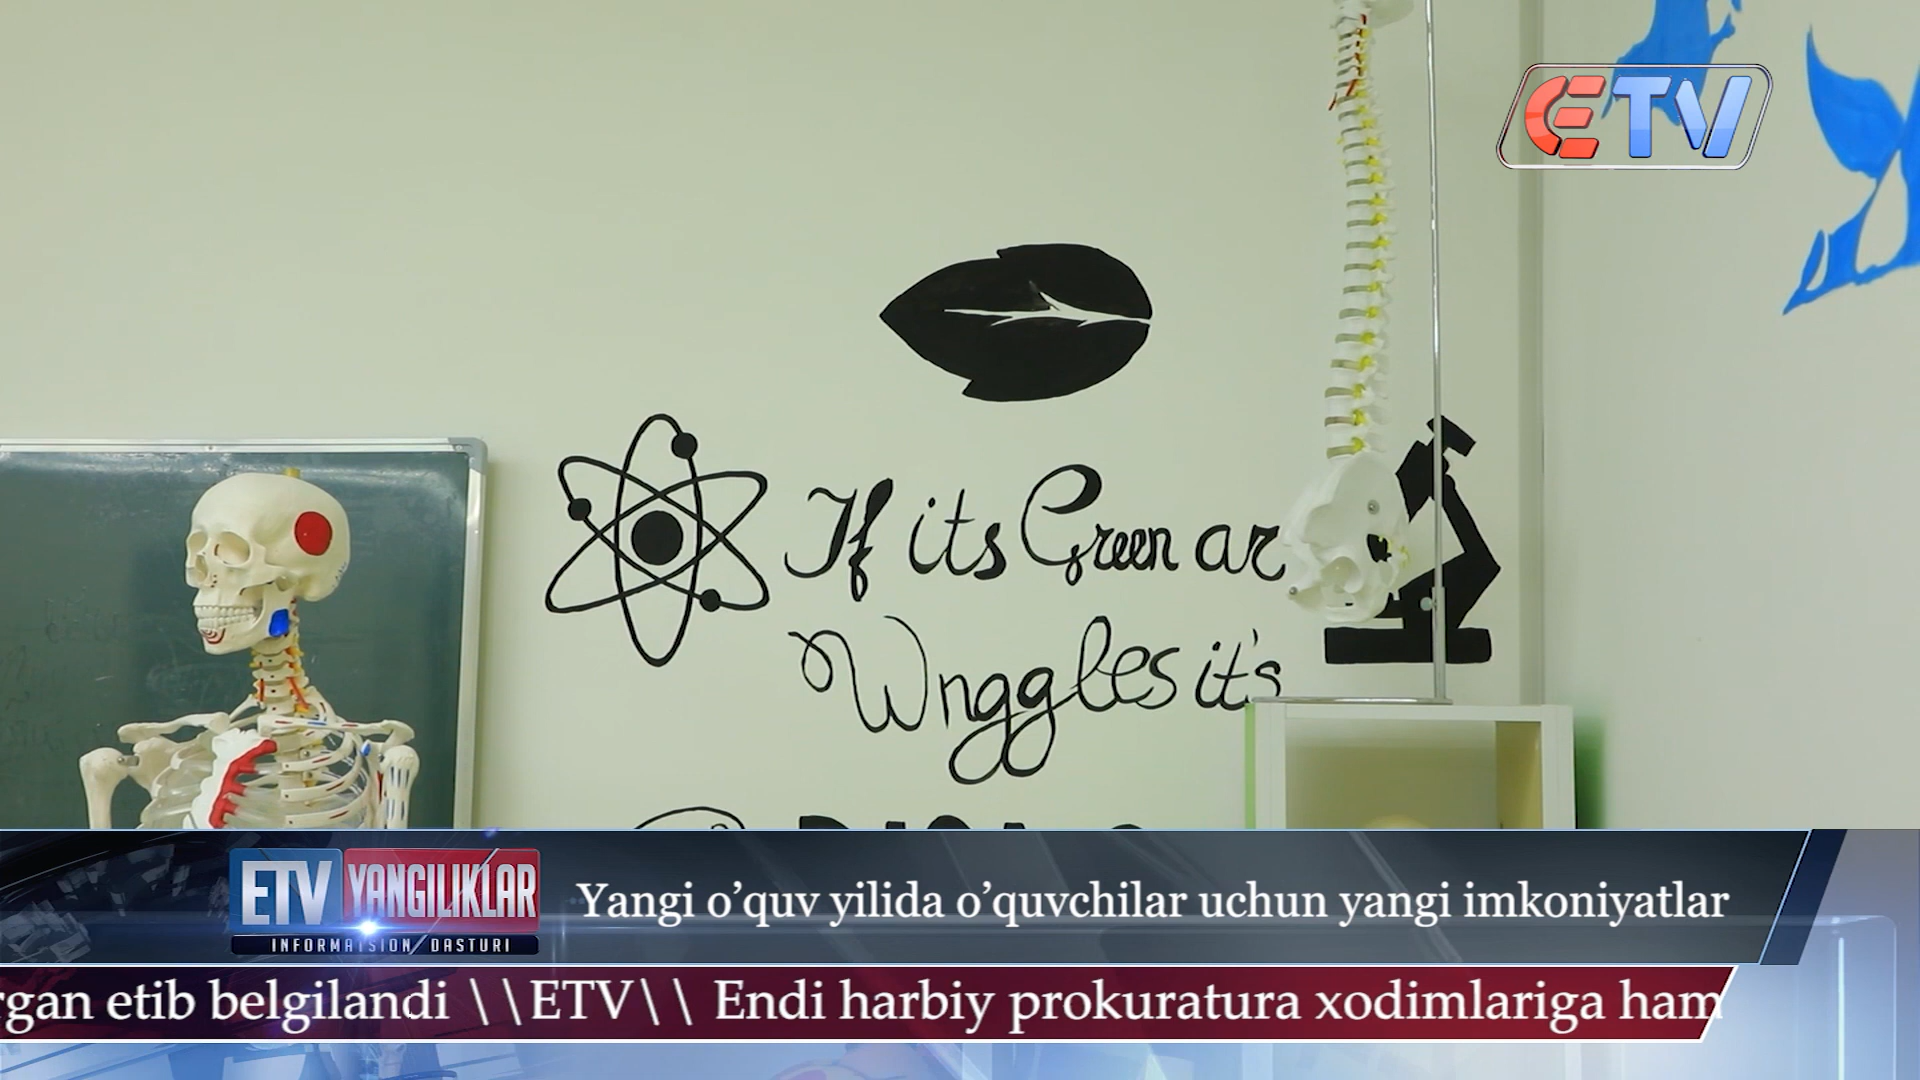 ETV
If its Green or
Wriggles it's
ETV YANGILIKLAR
INFORMATSION DASTURI
Yangi o’quv yilida o’quvchilar uchun yangi imkoniyatlar
rgan etib belgilandi \\ETV\\ Endi harbiy prokuratura xodimlariga ham